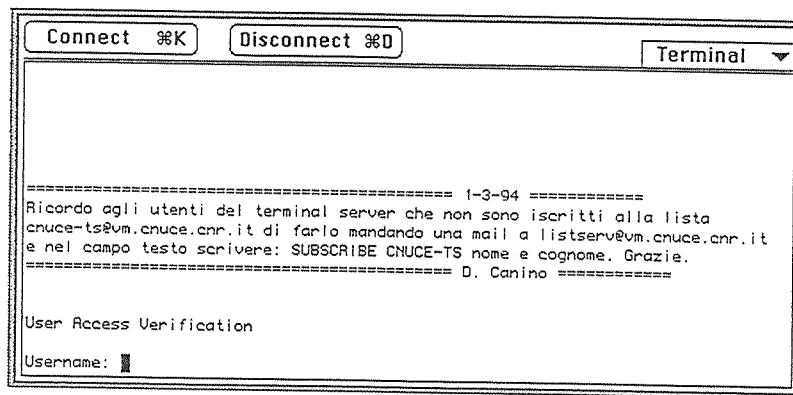 Connect ⌘K Disconnect ⌘D Terminal
============================================ 1-3-94 ============
Ricordo agli utenti del terminal server che non sono iscritti alla lista
cnuce-ts@vm.cnuce.cnr.it di farlo mandando una mail a listserv@vm.cnuce.cnr.it
e nel campo testo scrivere: SUBSCRIBE CNUCE-TS nome e cognome. Grazie.
============================================ D. Canino ============
User Access Verification
Username: